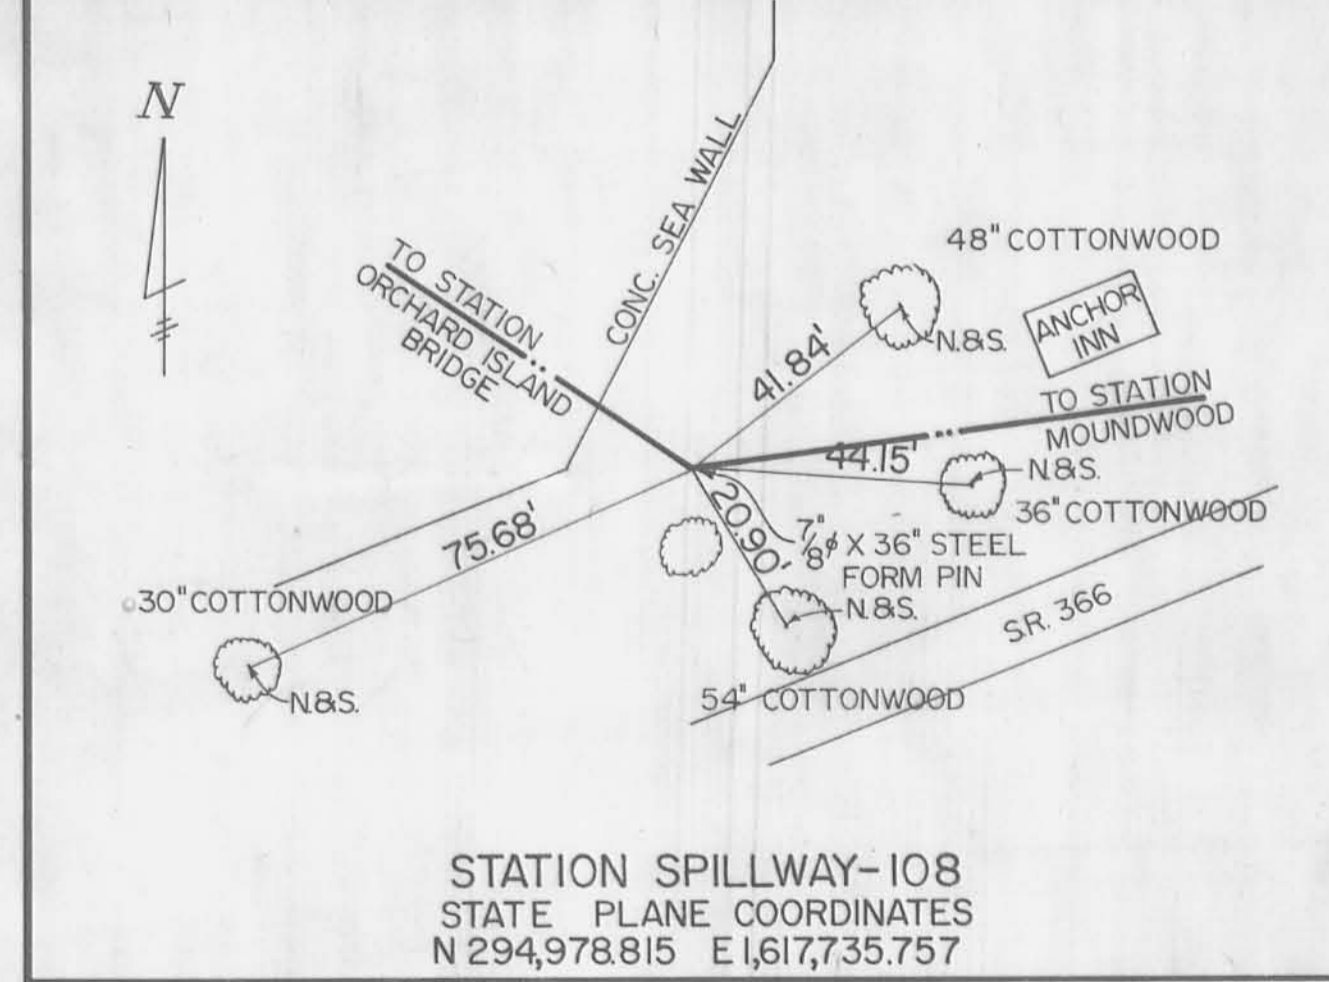 N
CONC. SEA WALL
48" COTTONWOOD
TO STATION
ORCHARD ISLAND
BRIDGE
ANCHOR
INN
N.&S.
41.84'
TO STATION
MOUNDWOOD
44.15'
N.&S.
36" COTTONWOOD
75.68'
20.90'
7/8"ϕ X 36" STEEL
FORM PIN
30" COTTONWOOD
N.&S.
S.R. 366
N.&S.
54" COTTONWOOD
STATION SPILLWAY-108
STATE PLANE COORDINATES
N 294,978.815 E 1,617,735.757